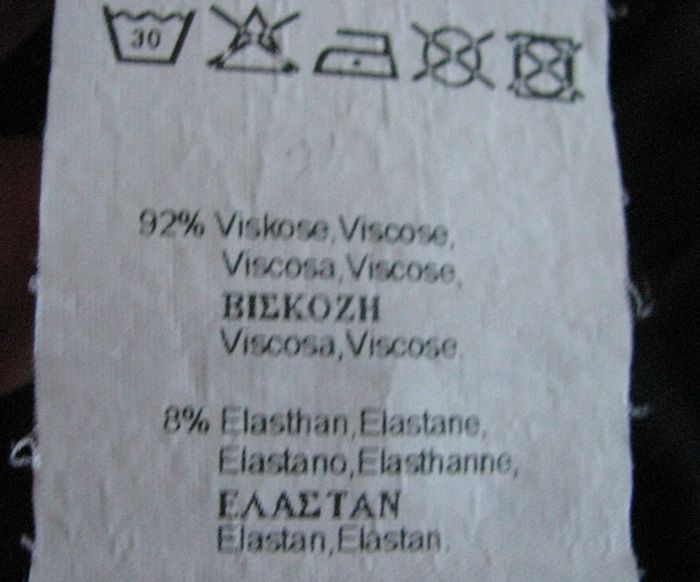 30
92% Viskose,Viscose,
Viscosa,Viscose,
ΒΙΣΚΟΖΗ
Viscosa,Viscose.
8% Elasthan,Elastane,
Elastano,Elasthanne,
ΕΛΑΣΤΑΝ
Elastan,Elastan.